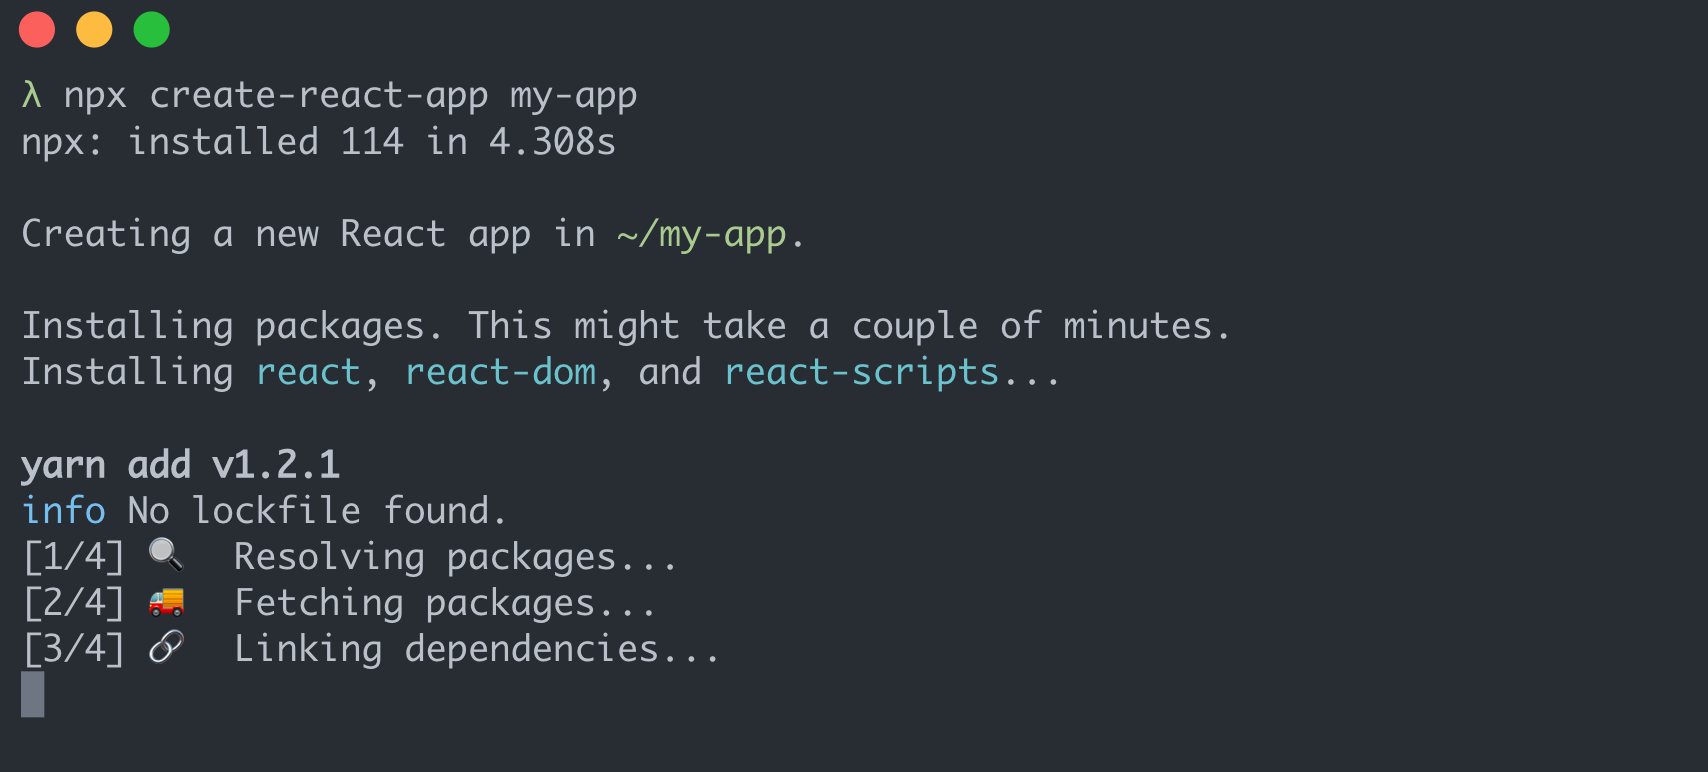 λ npx create-react-app my-app
npx: installed 114 in 4.308s
Creating a new React app in ~/my-app.
Installing packages. This might take a couple of minutes.
Installing react, react-dom, and react-scripts...
yarn add v1.2.1
info No lockfile found.
[1/4] 🔍 Resolving packages...
[2/4] 🚚 Fetching packages...
[3/4] 🔗 Linking dependencies...